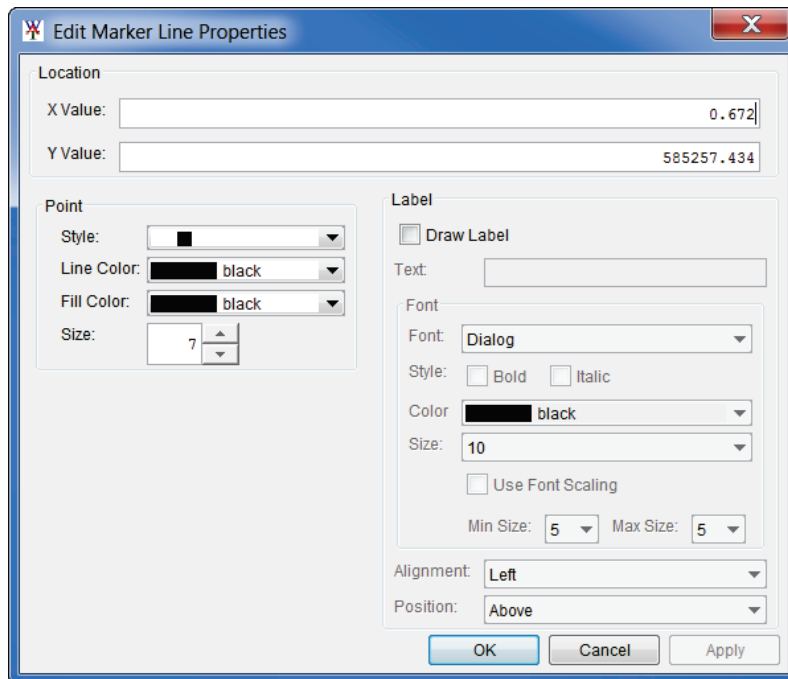 Edit Marker Line Properties
Location
X Value: 0.672
Y Value: 585257.434
Point
Style:
Line Color: black
Fill Color: black
Size: 7
Label
Draw Label
Text:
Font
Font: Dialog
Style: Bold Italic
Color black
Size: 10
Use Font Scaling
Min Size: 5 Max Size: 5
Alignment: Left
Position: Above
OK Cancel Apply